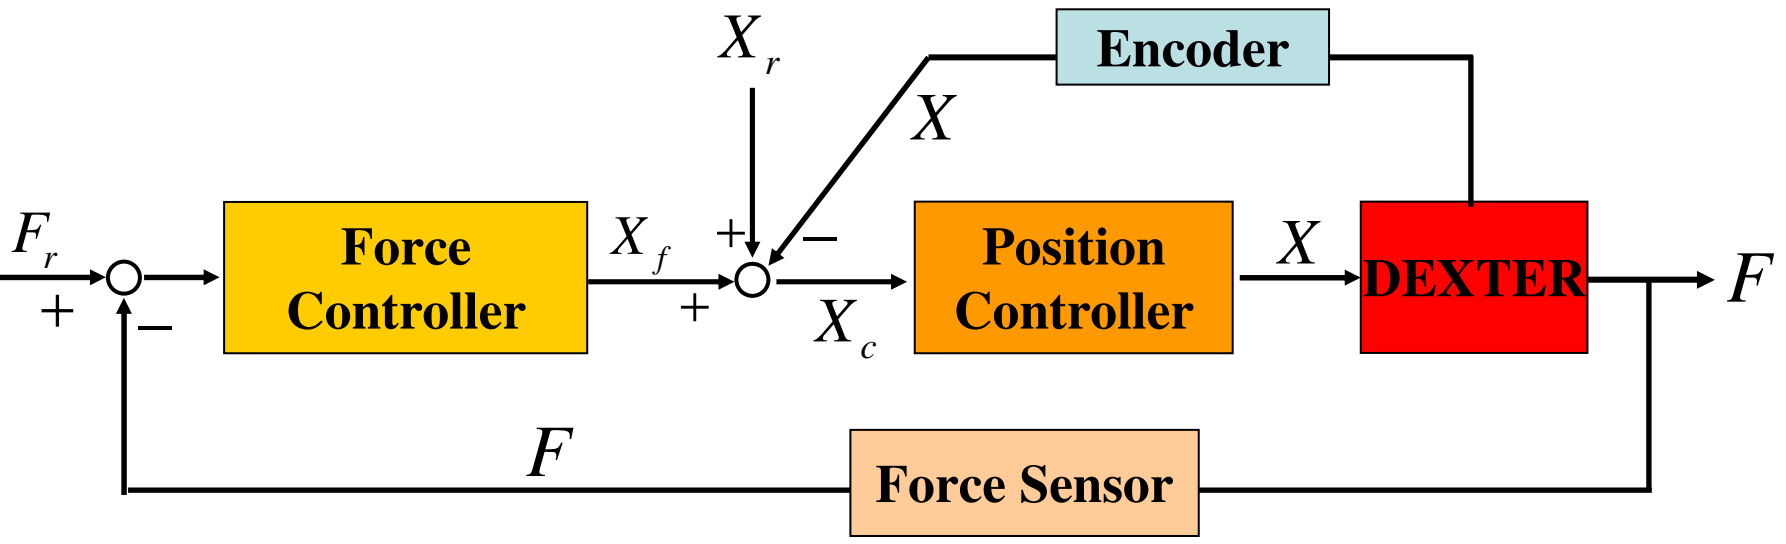 X_r
Encoder
X
F_r
+
−
Force
Controller
X_f
+
+
−
X_c
Position
Controller
X
DEXTER
F
F
Force Sensor